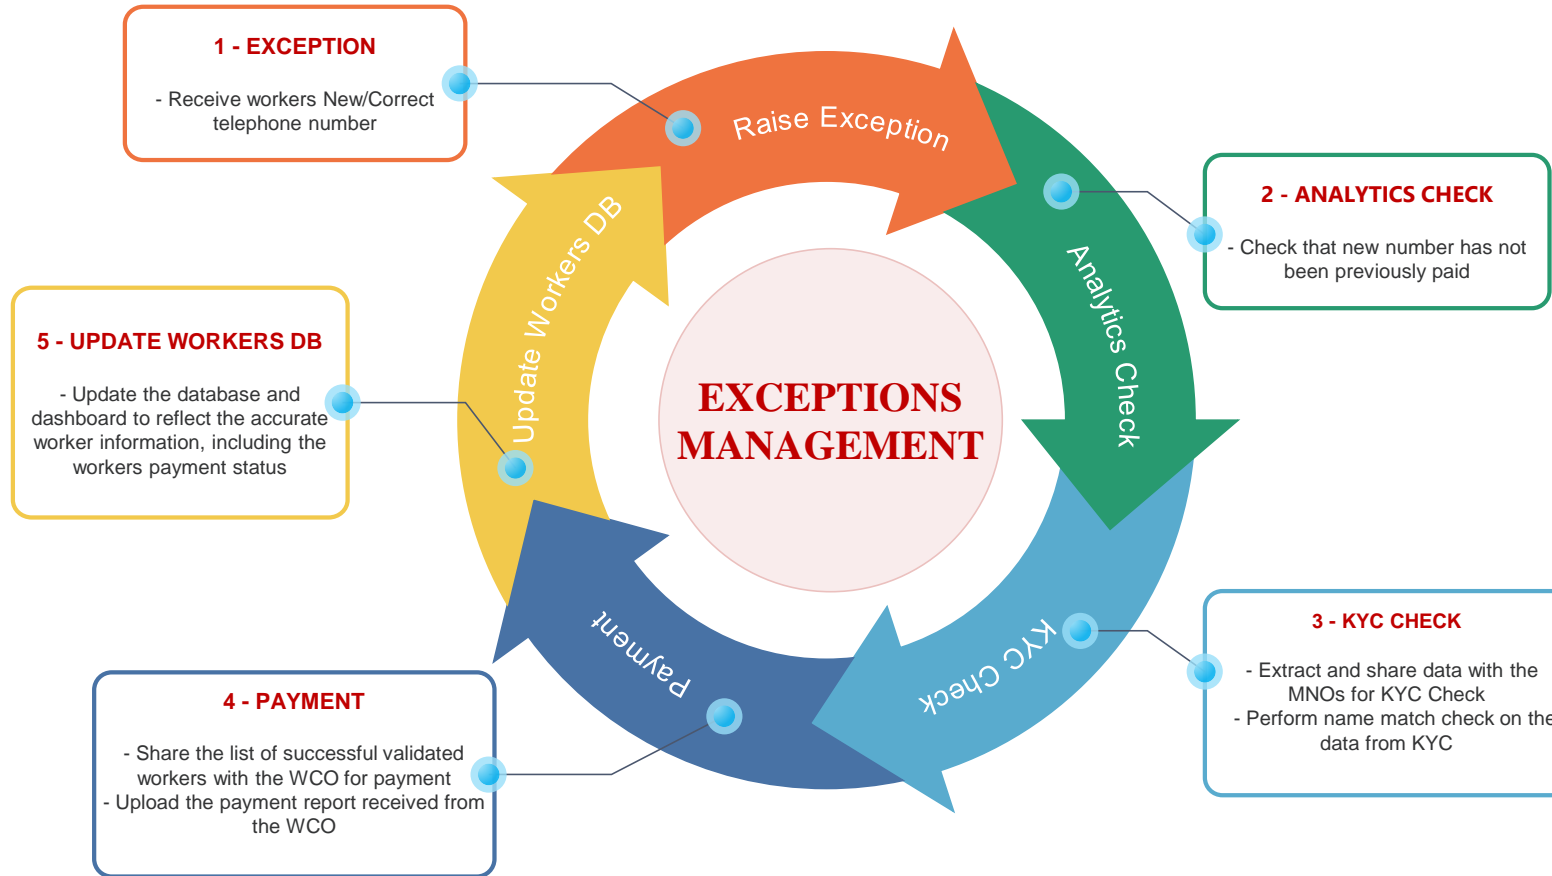 1 - EXCEPTION
- Receive workers New/Correct
telephone number
Raise Exception
2 - ANALYTICS CHECK
- Check that new number has not
been previously paid
Analytics Check
EXCEPTIONS
MANAGEMENT
3 - KYC CHECK
- Extract and share data with the
MNOs for KYC Check
- Perform name match check on the
data from KYC
KYC Check
4 - PAYMENT
- Share the list of successful validated
workers with the WCO for payment
- Upload the payment report received from
the WCO
Payment
5 - UPDATE WORKERS DB
- Update the database and
dashboard to reflect the accurate
worker information, including the
workers payment status
Update Workers DB